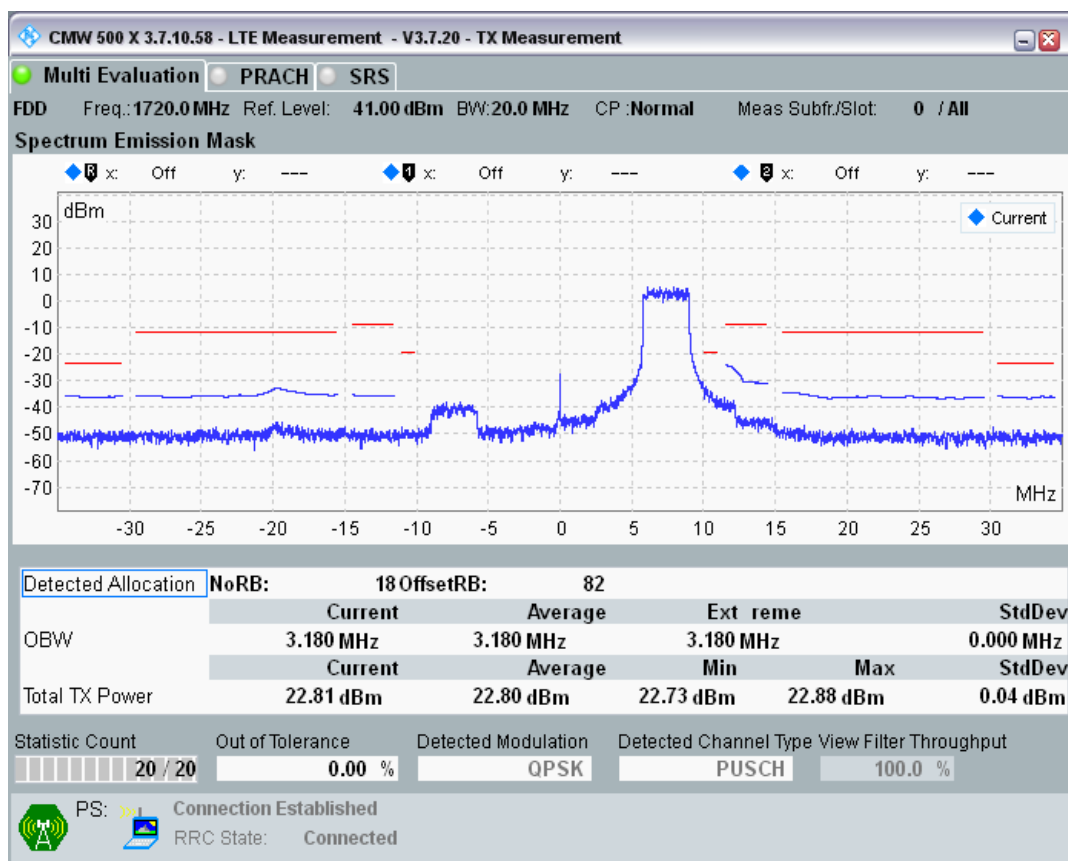 CMW 500 X 3.7.10.58 - LTE Measurement - V3.7.20 - TX Measurement
Multi Evaluation PRACH SRS
FDD Freq.: 1720.0 MHz Ref. Level: 41.00 dBm BW: 20.0 MHz CP : Normal Meas Subfr./Slot: 0 / All
Spectrum Emission Mask
R x: Off y: --- 1 x: Off y: --- 2 x: Off y: ---
dBm
Current
30
20
10
0
-10
-20
-30
-40
-50
-60
-70
MHz
-30 -25 -20 -15 -10 -5 0 5 10 15 20 25 30
Detected Allocation NoRB: 18 OffsetRB: 82
Current Average Ext reme StdDev
OBW 3.180 MHz 3.180 MHz 3.180 MHz 0.000 MHz
Current Average Min Max StdDev
Total TX Power 22.81 dBm 22.80 dBm 22.73 dBm 22.88 dBm 0.04 dBm
Statistic Count Out of Tolerance Detected Modulation Detected Channel Type View Filter Throughput
20 / 20 0.00 % QPSK PUSCH 100.0 %
PS: Connection Established
RRC State: Connected